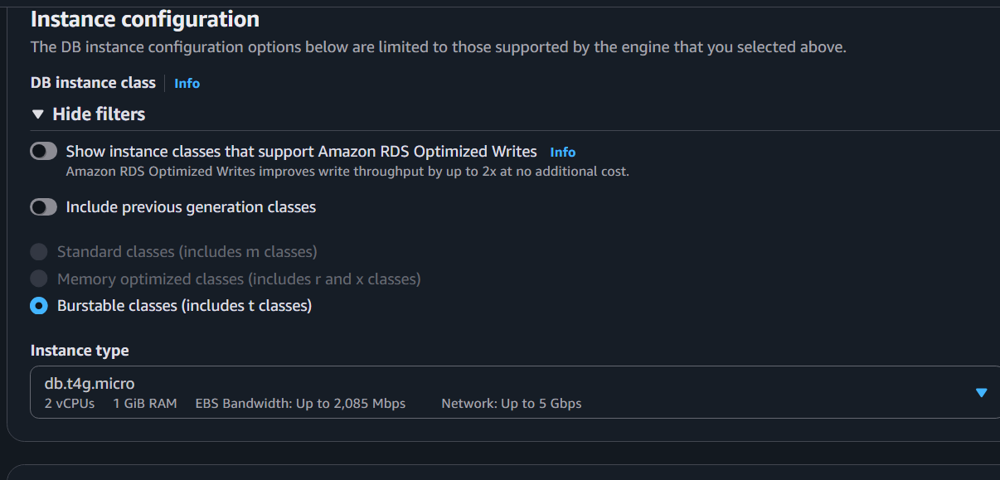 Instance configuration
The DB instance configuration options below are limited to those supported by the engine that you selected above.
DB instance class Info
Hide filters
Show instance classes that support Amazon RDS Optimized Writes Info
Amazon RDS Optimized Writes improves write throughput by up to 2x at no additional cost.
Include previous generation classes
Standard classes (includes m classes)
Memory optimized classes (includes r and x classes)
Burstable classes (includes t classes)
Instance type
db.t4g.micro
2 vCPUs 1 GiB RAM EBS Bandwidth: Up to 2,085 Mbps Network: Up to 5 Gbps